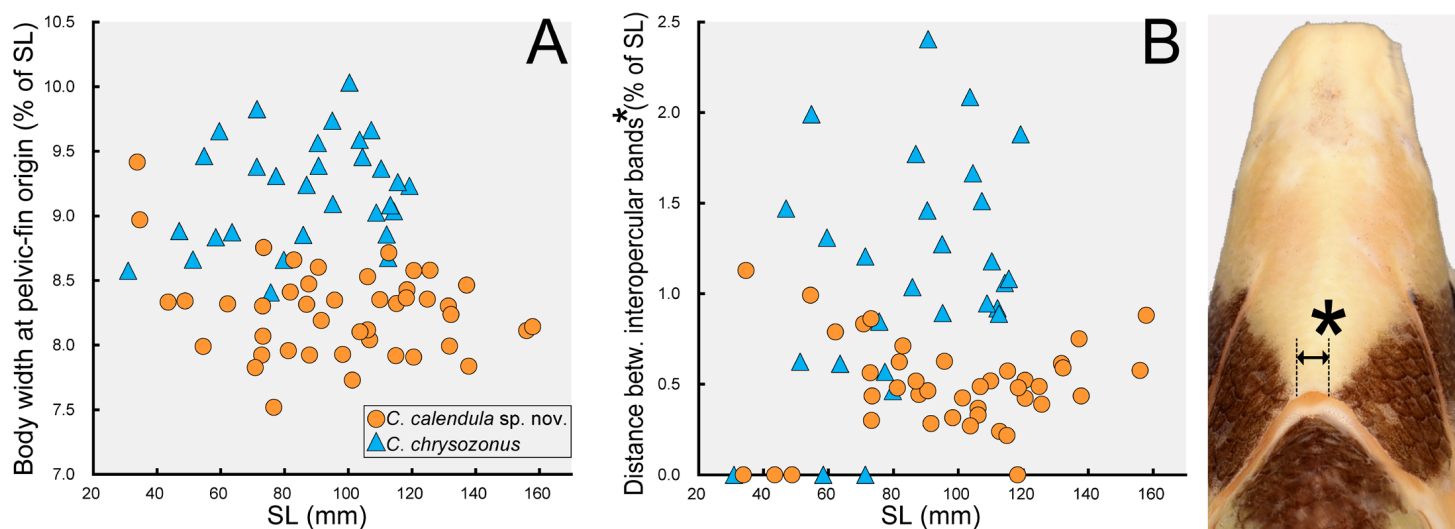 A
Body width at pelvic-fin origin (% of SL)
10.5
10.0
9.5
9.0
8.5
8.0
7.5
7.0
20 40 60 80 100 120 140 160
SL (mm)
C. calendula sp. nov.
C. chrysozonus
B
Distance betw. interopercular bands* (% of SL)
2.5
2.0
1.5
1.0
0.5
0.0
20 40 60 80 100 120 140 160
SL (mm)
*